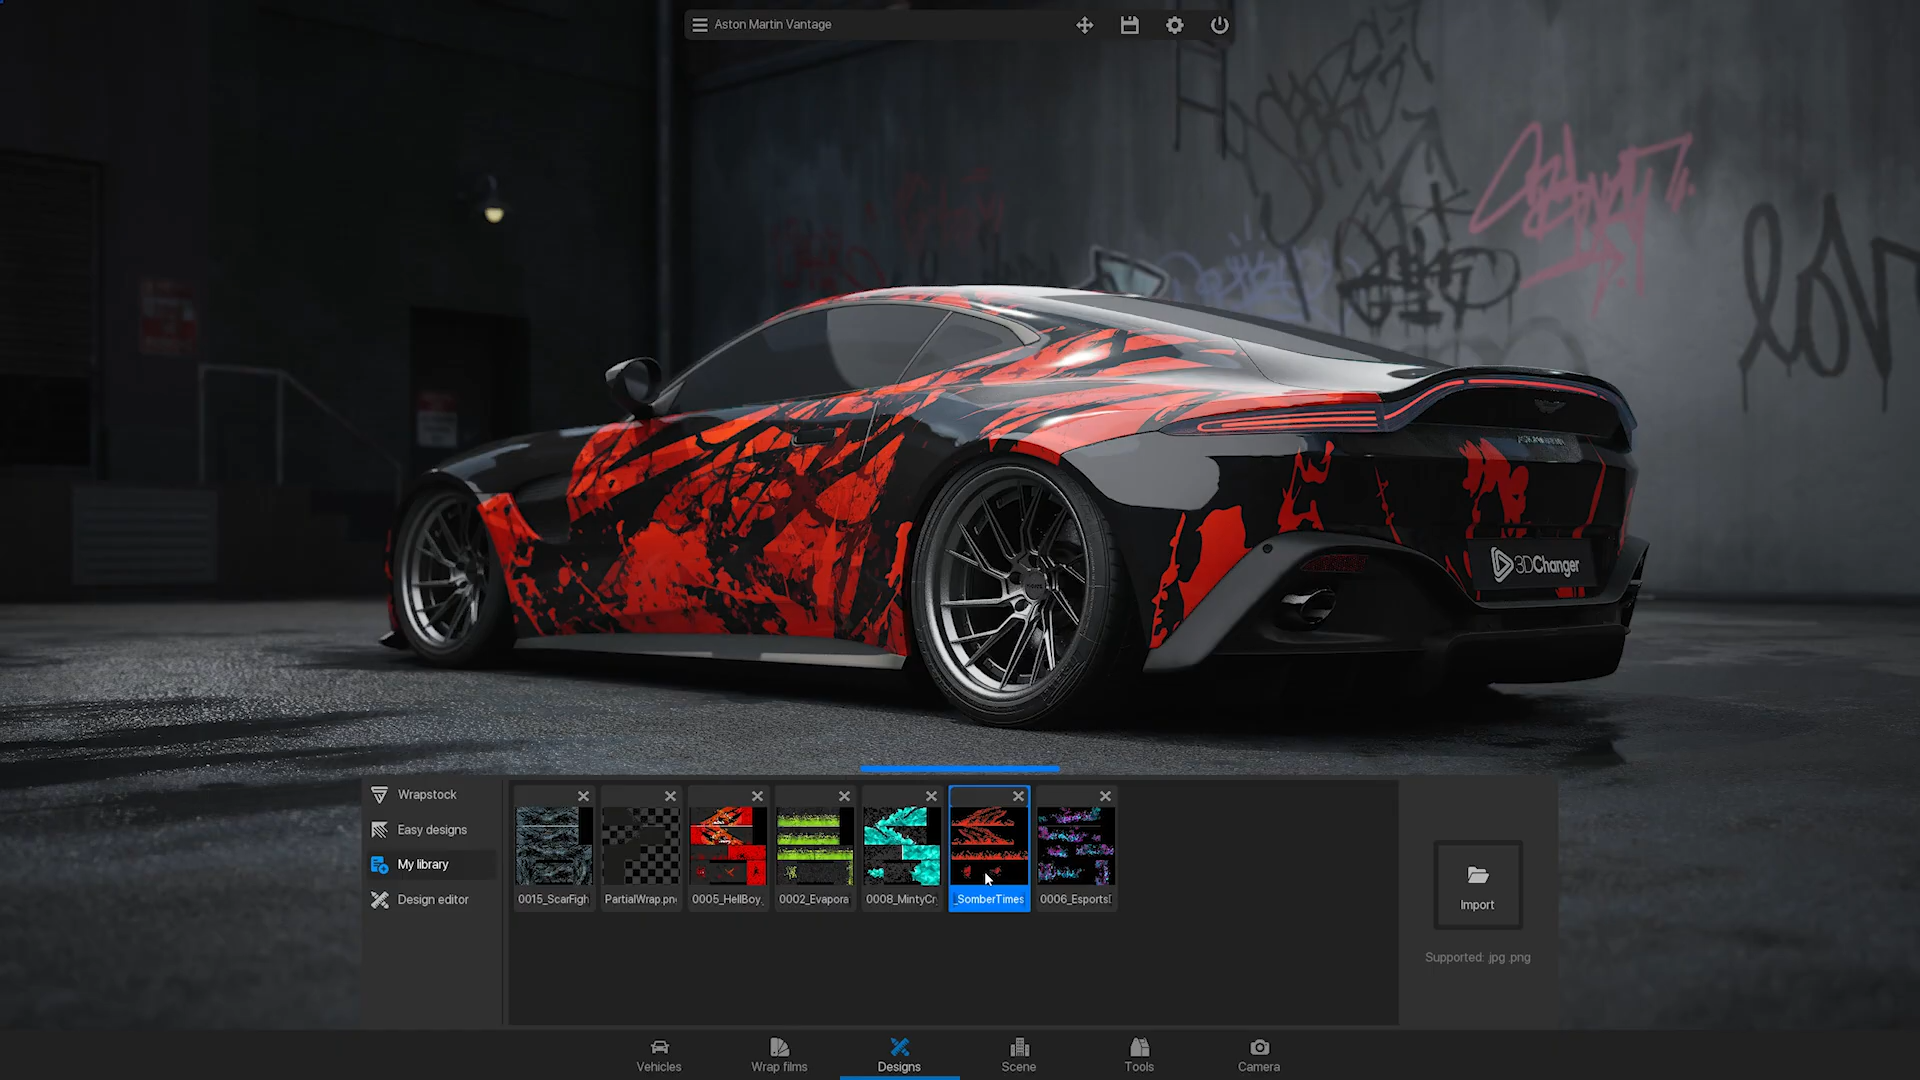 Aston Martin Vantage
3DChanger
Wrapstock
Easy designs
My library
Design editor
0015_ScarFigh
PartialWrap.pn
0005_HellBoy.
0002_Evapora
0008_MintyCr
_SomberTimes
0006_Esports
Import
Supported: .jpg .png
Vehicles
Wrap films
Designs
Scene
Tools
Camera